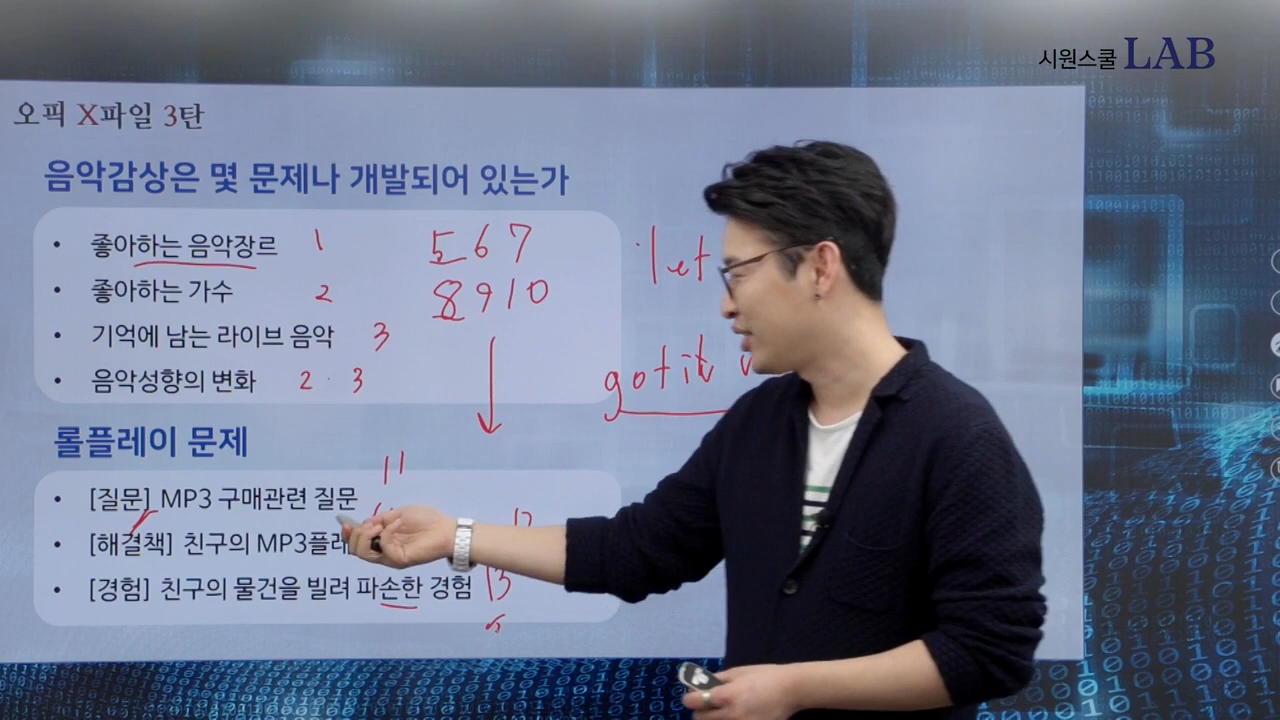 시원스쿨 LAB
오픽 X파일 3탄
음악감상은 몇 문제나 개발되어 있는가
• 좋아하는 음악장르 1
5 6 7
let
• 좋아하는 가수 2
8 9 10
• 기억에 남는 라이브 음악 3
• 음악성향의 변화 2 · 3
got it
롤플레이 문제
11
• [질문] MP3 구매관련 질문
• [해결책] 친구의 MP3플레
• [경험] 친구의 물건을 빌려 파손한 경험 13